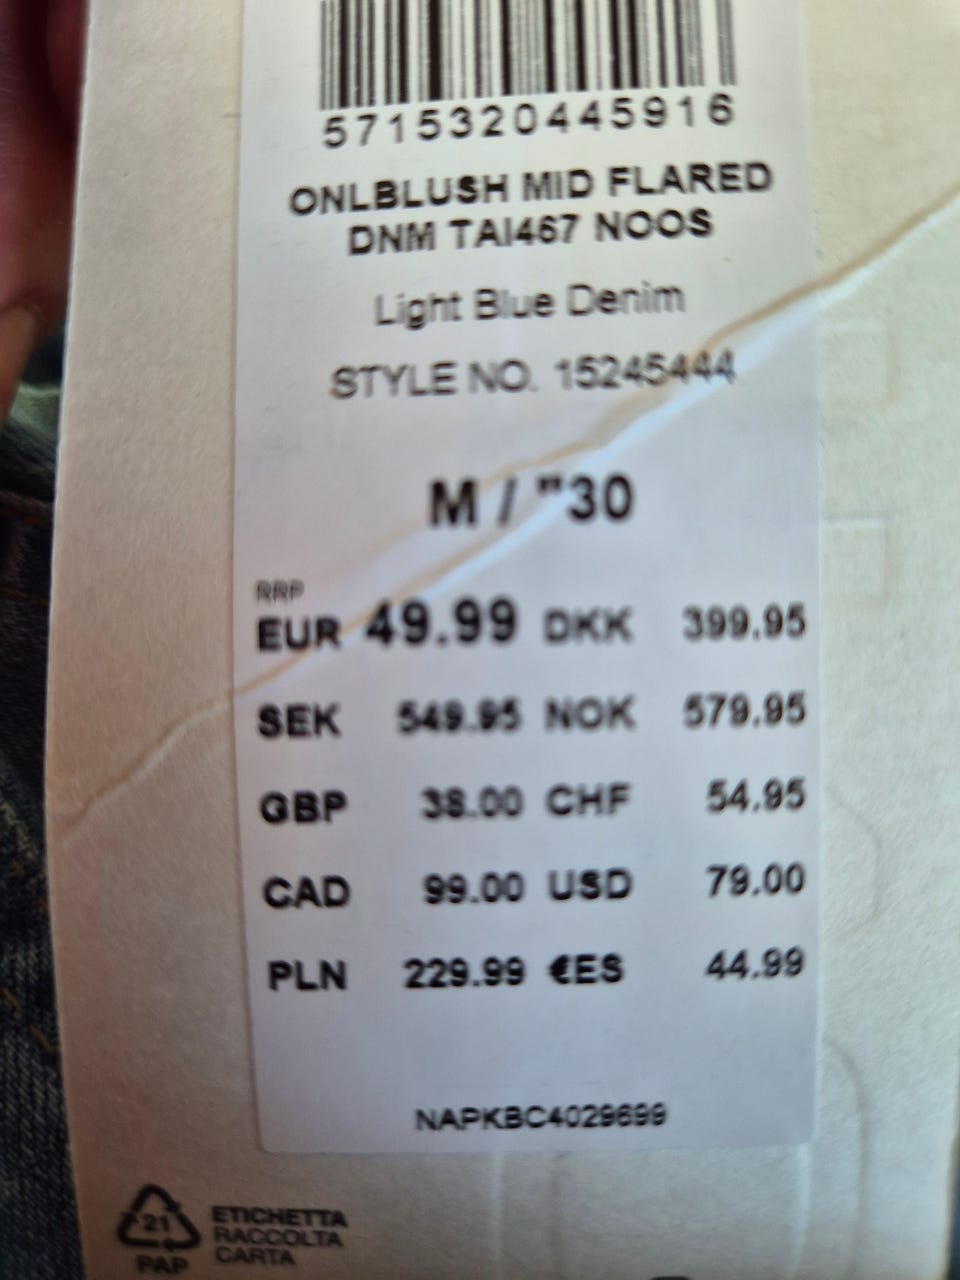 5715320445916
ONLBLUSH MID FLARED
DNM TAI467 NOOS
Light Blue Denim
STYLE NO. 15245444
M / "30
RRP
EUR 49.99 DKK 399.95
SEK 549.95 NOK 579.95
GBP 38.00 CHF 54.95
CAD 99.00 USD 79.00
PLN 229.99 €ES 44.99
NAPKBC4029699
21
PAP
ETICHETTA
RACCOLTA
CARTA